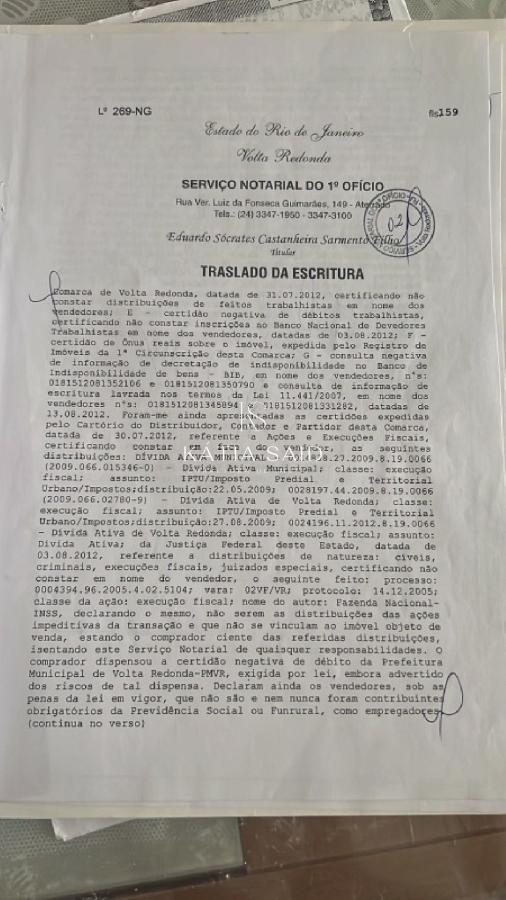 Lº 269-NG
fls159
Estado do Rio de Janeiro
Volta Redonda
SERVIÇO NOTARIAL DO 1º OFÍCIO
Rua Ver. Luiz da Fonseca Guimarães, 149 - Aterrado
Tels.: (24) 3347-1950 - 3347-3100
Eduardo Sócrates Castanheira Sarmento Filho
Titular
TRASLADO DA ESCRITURA
Comarca de Volta Redonda, datada de 31.07.2012, certificando não
constar distribuições de feitos trabalhistas em nome dos
vendedores; E - certidão negativa de débitos trabalhistas,
certificando não constar inscrições no Banco Nacional de Devedores
Trabalhistas em nome dos vendedores, datadas de 03.08.2012; F -
certidão de Ônus reais sobre o imóvel, expedida pelo Registro de
Imóveis da 1ª Circunscrição desta Comarca; G - consulta negativa
de informação de decretação de indisponibilidade no Banco de
Indisponibilidade de bens - BIB, em nome dos vendedores, nºs:
0181512081352106 e 0181512081350790 e consulta de informação de
escritura lavrada nos termos da Lei 11.441/2007, em nome dos
vendedores nºs: 0181512081345894 e 0181512081331282, datadas de
13.08.2012. Foram-me ainda apresentadas as certidões expedidas
pelo Cartório do Distribuidor, Contador e Partidor desta Comarca,
datada de 30.07.2012, referente a Ações e Execuções Fiscais,
certificando constar em face do vendedor, as seguintes
distribuições: DÍVIDA ATIVA MUNICIPAL - 8.27.2009.8.19.0066
(2009.066.015346-0) - Dívida Ativa Municipal; classe: execução
fiscal; assunto: IPTU/Imposto Predial e Territorial
Urbano/Impostos;distribuição:22.05.2009; 0028197.44.2009.8.19.0066
(2009.066.02780-9) - Dívida Ativa de Volta Redonda; classe:
execução fiscal; assunto: IPTU/Imposto Predial e Territorial
Urbano/Impostos;distribuição:27.08.2009; 0024196.11.2012.8.19.0066
- Dívida Ativa de Volta Redonda; classe: execução fiscal; assunto:
Dívida Ativa; da Justiça Federal deste Estado, datada de
03.08.2012, referente a distribuições de natureza: cíveis,
criminais, execuções fiscais, juizados especiais, certificando não
constar em nome do vendedor, o seguinte feito: processo:
0004394.96.2005.4.02.5104; vara: 02VF/VR; protocolo: 14.12.2005;
classe da ação: execução fiscal; nome do autor: Fazenda Nacional-
INSS, declarando o mesmo, não serem as distribuições das ações
impeditivas da transação e que não se vinculam ao imóvel objeto de
venda, estando o comprador ciente das referidas distribuições,
isentando este Serviço Notarial de quaisquer responsabilidades. O
comprador dispensou a certidão negativa de débito da Prefeitura
Municipal de Volta Redonda-PMVR, exigida por lei, embora advertido
dos riscos de tal dispensa. Declaram ainda os vendedores, sob as
penas da lei em vigor, que não são e nem nunca foram contribuintes
obrigatórios da Previdência Social ou Funrural, como empregadores
(continua no verso)